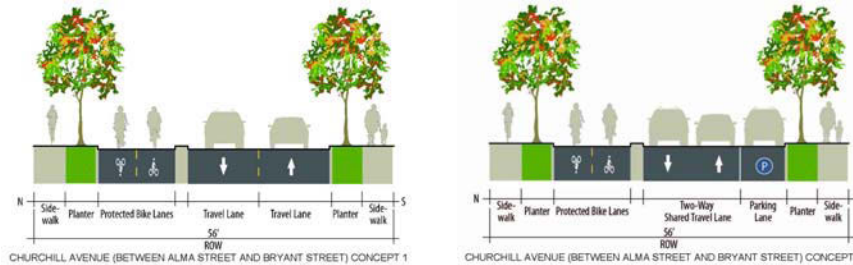 N
S
Side-
walk
Planter
Protected Bike Lanes
Travel Lane
Travel Lane
Planter
Side-
walk
56'
ROW
CHURCHILL AVENUE (BETWEEN ALMA STREET AND BRYANT STREET) CONCEPT 1
P
N
Side-
walk
Planter
Protected Bike Lanes
Two-Way
Shared Travel Lane
Parking
Lane
Planter
Side-
walk
56'
ROW
CHURCHILL AVENUE (BETWEEN ALMA STREET AND BRYANT STREET) CONCEPT